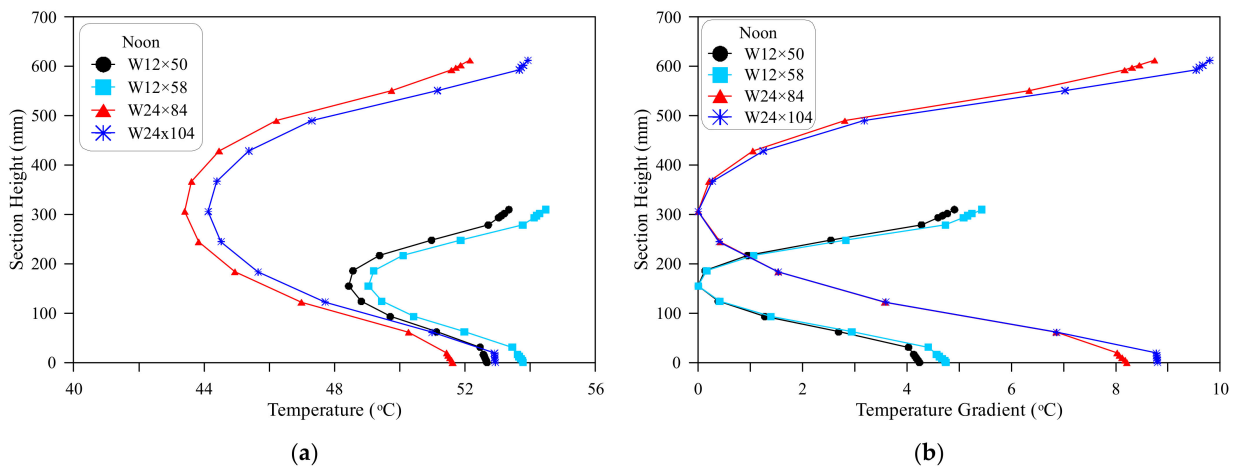 700
600
500
400
300
200
100
0
Section Height (mm)
40
44
48
52
56
Temperature (°C)
Noon
W12×50
W12×58
W24×84
W24x104
(a)
700
600
500
400
300
200
100
0
Section Height (mm)
0
2
4
6
8
10
Temperature Gradient (°C)
Noon
W12×50
W12×58
W24×84
W24×104
(b)